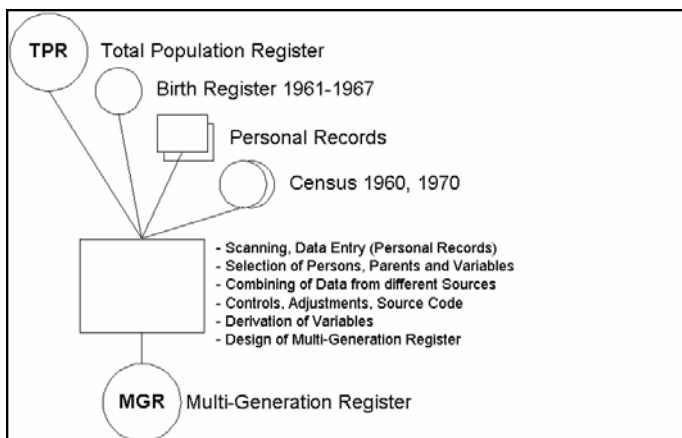 TPR Total Population Register
Birth Register 1961-1967
Personal Records
Census 1960, 1970
- Scanning, Data Entry (Personal Records)
- Selection of Persons, Parents and Variables
- Combining of Data from different Sources
- Controls, Adjustments, Source Code
- Derivation of Variables
- Design of Multi-Generation Register
MGR Multi-Generation Register